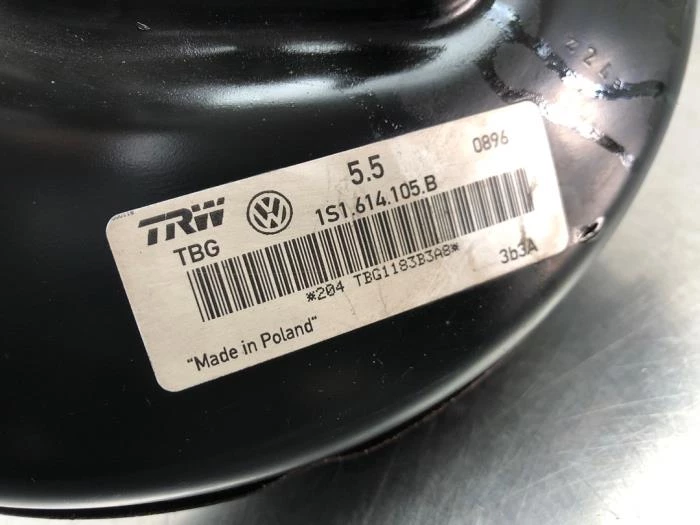 5.5
0896
TRW
1S1.614.105.B
TBG
3b3A
*204 TBG1183B3A8*
"Made in Poland"